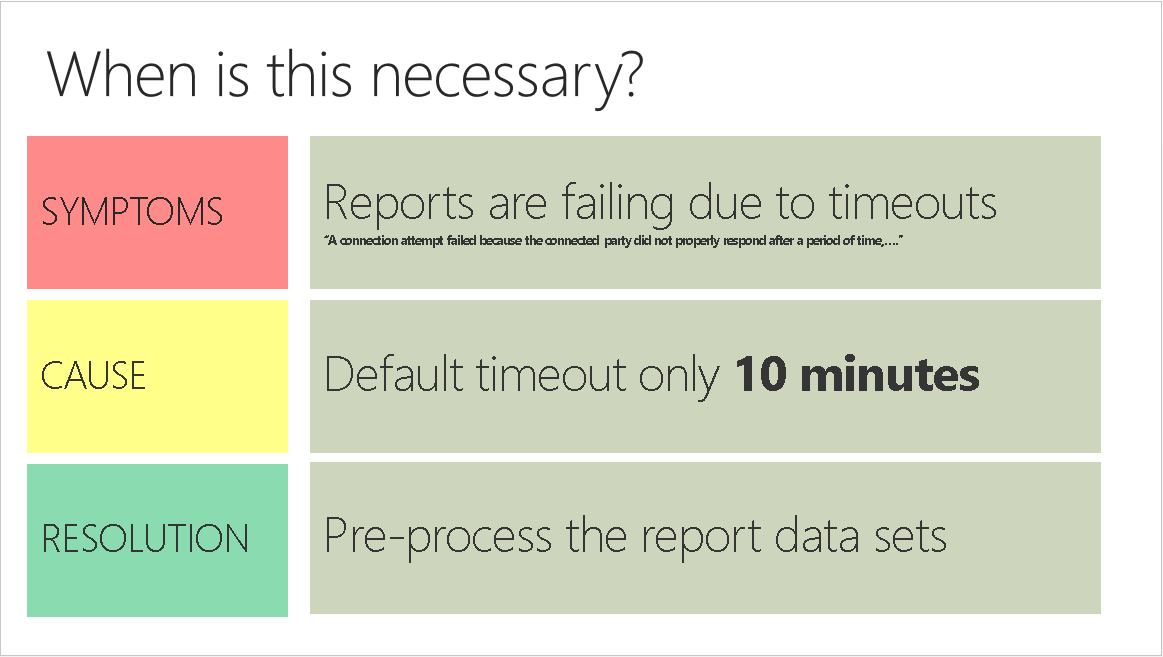 When is this necessary?
SYMPTOMS
Reports are failing due to timeouts
“A connection attempt failed because the connected party did not properly respond after a period of time,….”
CAUSE
Default timeout only 10 minutes
RESOLUTION
Pre-process the report data sets